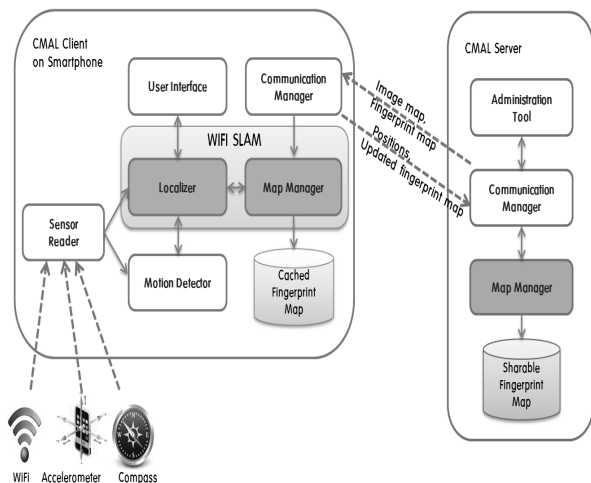 CMAL Client
on Smartphone
User Interface
Communication
Manager
WIFI SLAM
Localizer
Map Manager
Sensor
Reader
Motion Detector
Cached
Fingerprint
Map
WiFi
Accelerometer
Compass
Image map,
Fingerprint map
Positions,
Updated fingerprint map
CMAL Server
Administration
Tool
Communication
Manager
Map Manager
Sharable
Fingerprint
Map